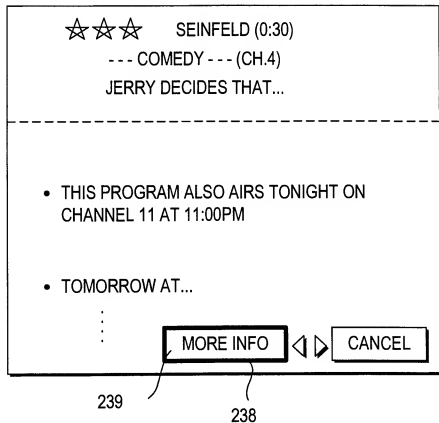 ☆☆☆ SEINFELD (0:30)
--- COMEDY --- (CH.4)
JERRY DECIDES THAT...
• THIS PROGRAM ALSO AIRS TONIGHT ON
CHANNEL 11 AT 11:00PM
• TOMORROW AT...
MORE INFO CANCEL
239 238